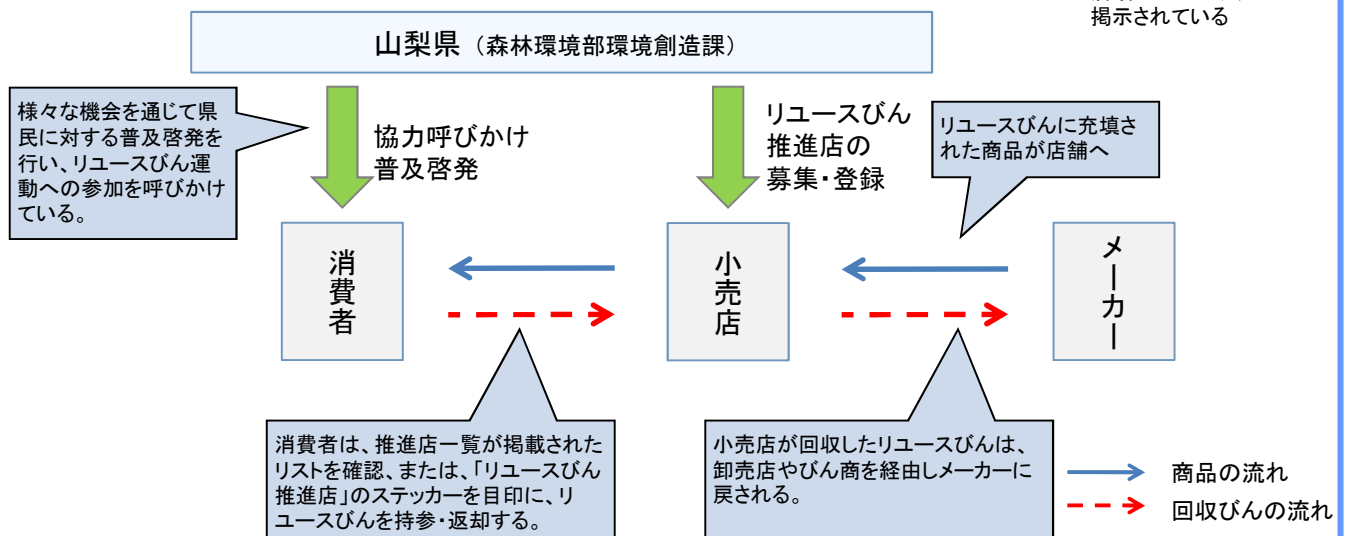 掲示されている
山梨県（森林環境部環境創造課）
様々な機会を通じて県
民に対する普及啓発を
行い、リユースびん運
動への参加を呼びかけ
ている。
協力呼びかけ
普及啓発
リユースびん
推進店の
募集・登録
リユースびんに充填さ
れた商品が店舗へ
消費者
小売店
メーカー
消費者は、推進店一覧が掲載された
リストを確認、または、「リユースびん
推進店」のステッカーを目印に、リ
ユースびんを持参・返却する。
小売店が回収したリユースびんは、
卸売店やびん商を経由しメーカーに
戻される。
商品の流れ
回収びんの流れ